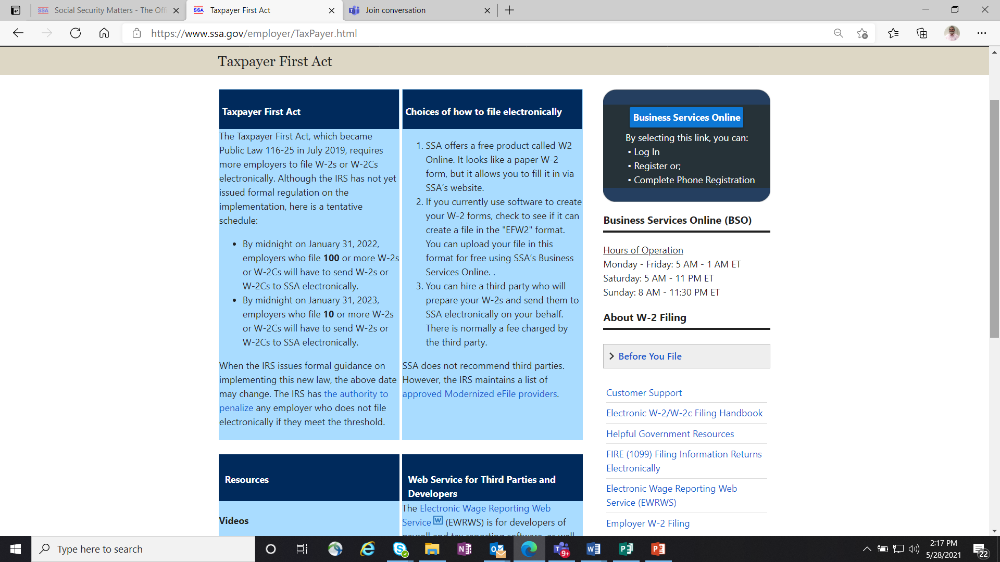 Social Security Matters - The Off
Taxpayer First Act
Join conversation
https://www.ssa.gov/employer/TaxPayer.html
Taxpayer First Act
Taxpayer First Act
The Taxpayer First Act, which became
Public Law 116-25 in July 2019, requires
more employers to file W-2s or W-2Cs
electronically. Although the IRS has not yet
issued formal regulation on the
implementation, here is a tentative
schedule:
• By midnight on January 31, 2022,
employers who file 100 or more W-2s
or W-2Cs will have to send W-2s or
W-2Cs to SSA electronically.
• By midnight on January 31, 2023,
employers who file 10 or more W-2s
or W-2Cs will have to send W-2s or
W-2Cs to SSA electronically.
When the IRS issues formal guidance on
implementing this new law, the above date
may change. The IRS has the authority to
penalize any employer who does not file
electronically if they meet the threshold.
Choices of how to file electronically
1. SSA offers a free product called W2
Online. It looks like a paper W-2
form, but it allows you to fill it in via
SSA's website.
2. If you currently use software to create
your W-2 forms, check to see if it can
create a file in the "EFW2" format.
You can upload your file in this
format for free using SSA's Business
Services Online. .
3. You can hire a third party who will
prepare your W-2s and send them to
SSA electronically on your behalf.
There is normally a fee charged by
the third party.
SSA does not recommend third parties.
However, the IRS maintains a list of
approved Modernized eFile providers.
Resources
Videos
Web Service for Third Parties and
Developers
The Electronic Wage Reporting Web
Service (EWRWS) is for developers of
payroll and tax reporting software, as well
Business Services Online
By selecting this link, you can:
• Log In
• Register or;
• Complete Phone Registration
Business Services Online (BSO)
Hours of Operation
Monday - Friday: 5 AM - 1 AM ET
Saturday: 5 AM - 11 PM ET
Sunday: 8 AM - 11:30 PM ET
About W-2 Filing
Before You File
Customer Support
Electronic W-2/W-2c Filing Handbook
Helpful Government Resources
FIRE (1099) Filing Information Returns
Electronically
Electronic Wage Reporting Web
Service (EWRWS)
Employer W-2 Filing
Type here to search
9+
2:17 PM
5/28/2021
22